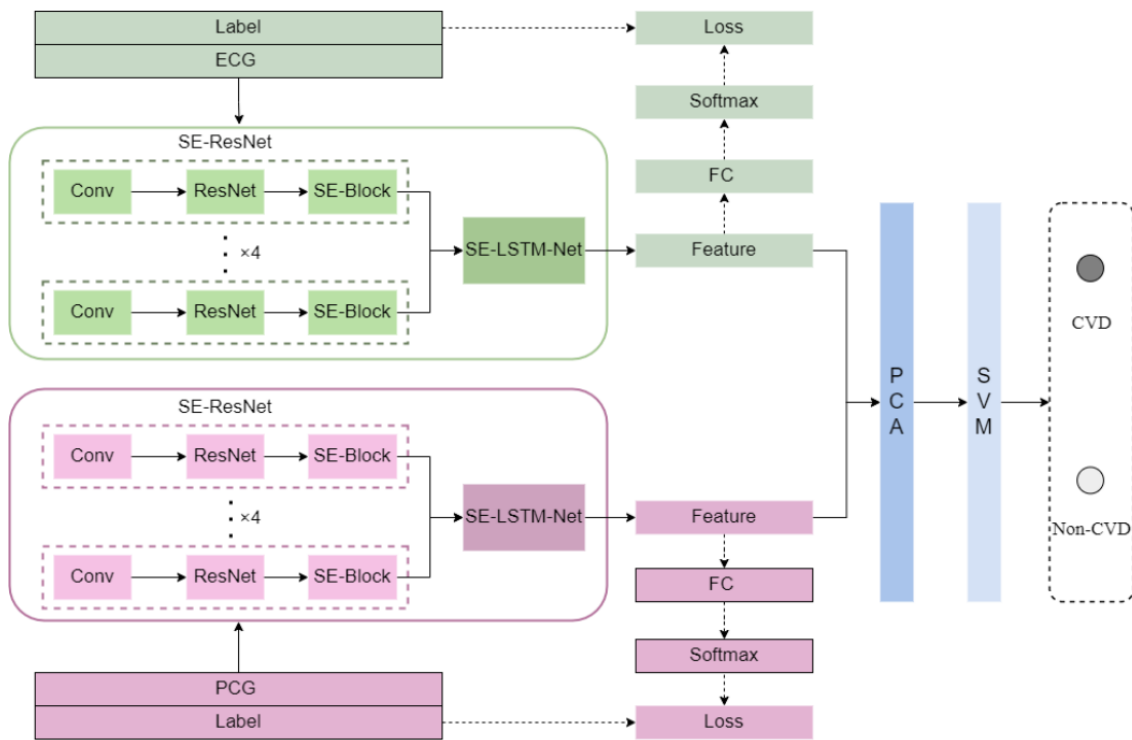 Label
ECG
Loss
Softmax
FC
Feature
SE-ResNet
Conv
ResNet
SE-Block
×4
Conv
ResNet
SE-Block
SE-LSTM-Net
SE-ResNet
Conv
ResNet
SE-Block
×4
Conv
ResNet
SE-Block
SE-LSTM-Net
Feature
FC
Softmax
Loss
PCG
Label
P
C
A
S
V
M
CVD
Non-CVD